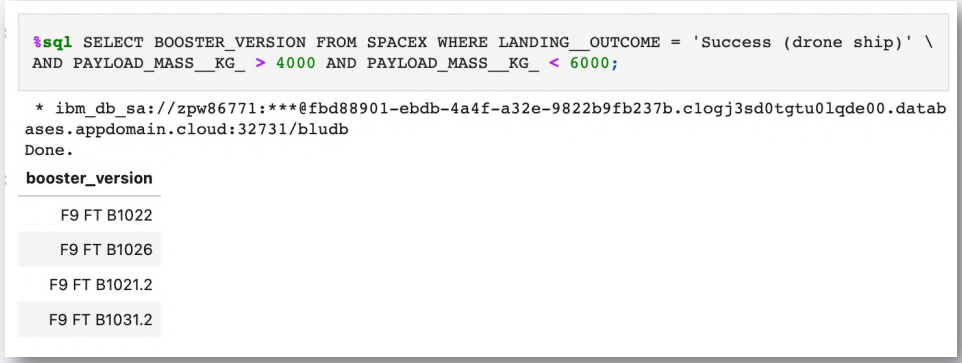 %sql SELECT BOOSTER_VERSION FROM SPACEX WHERE LANDING__OUTCOME = 'Success (drone ship)' \
AND PAYLOAD_MASS__KG_ > 4000 AND PAYLOAD_MASS__KG_ < 6000;
* ibm_db_sa://zpw86771:***@fbd88901-ebdb-4a4f-a32e-9822b9fb237b.c1ogj3sd0tgtu0lqde00.datab
ases.appdomain.cloud:32731/bludb
Done.
booster_version
F9 FT B1022
F9 FT B1026
F9 FT B1021.2
F9 FT B1031.2